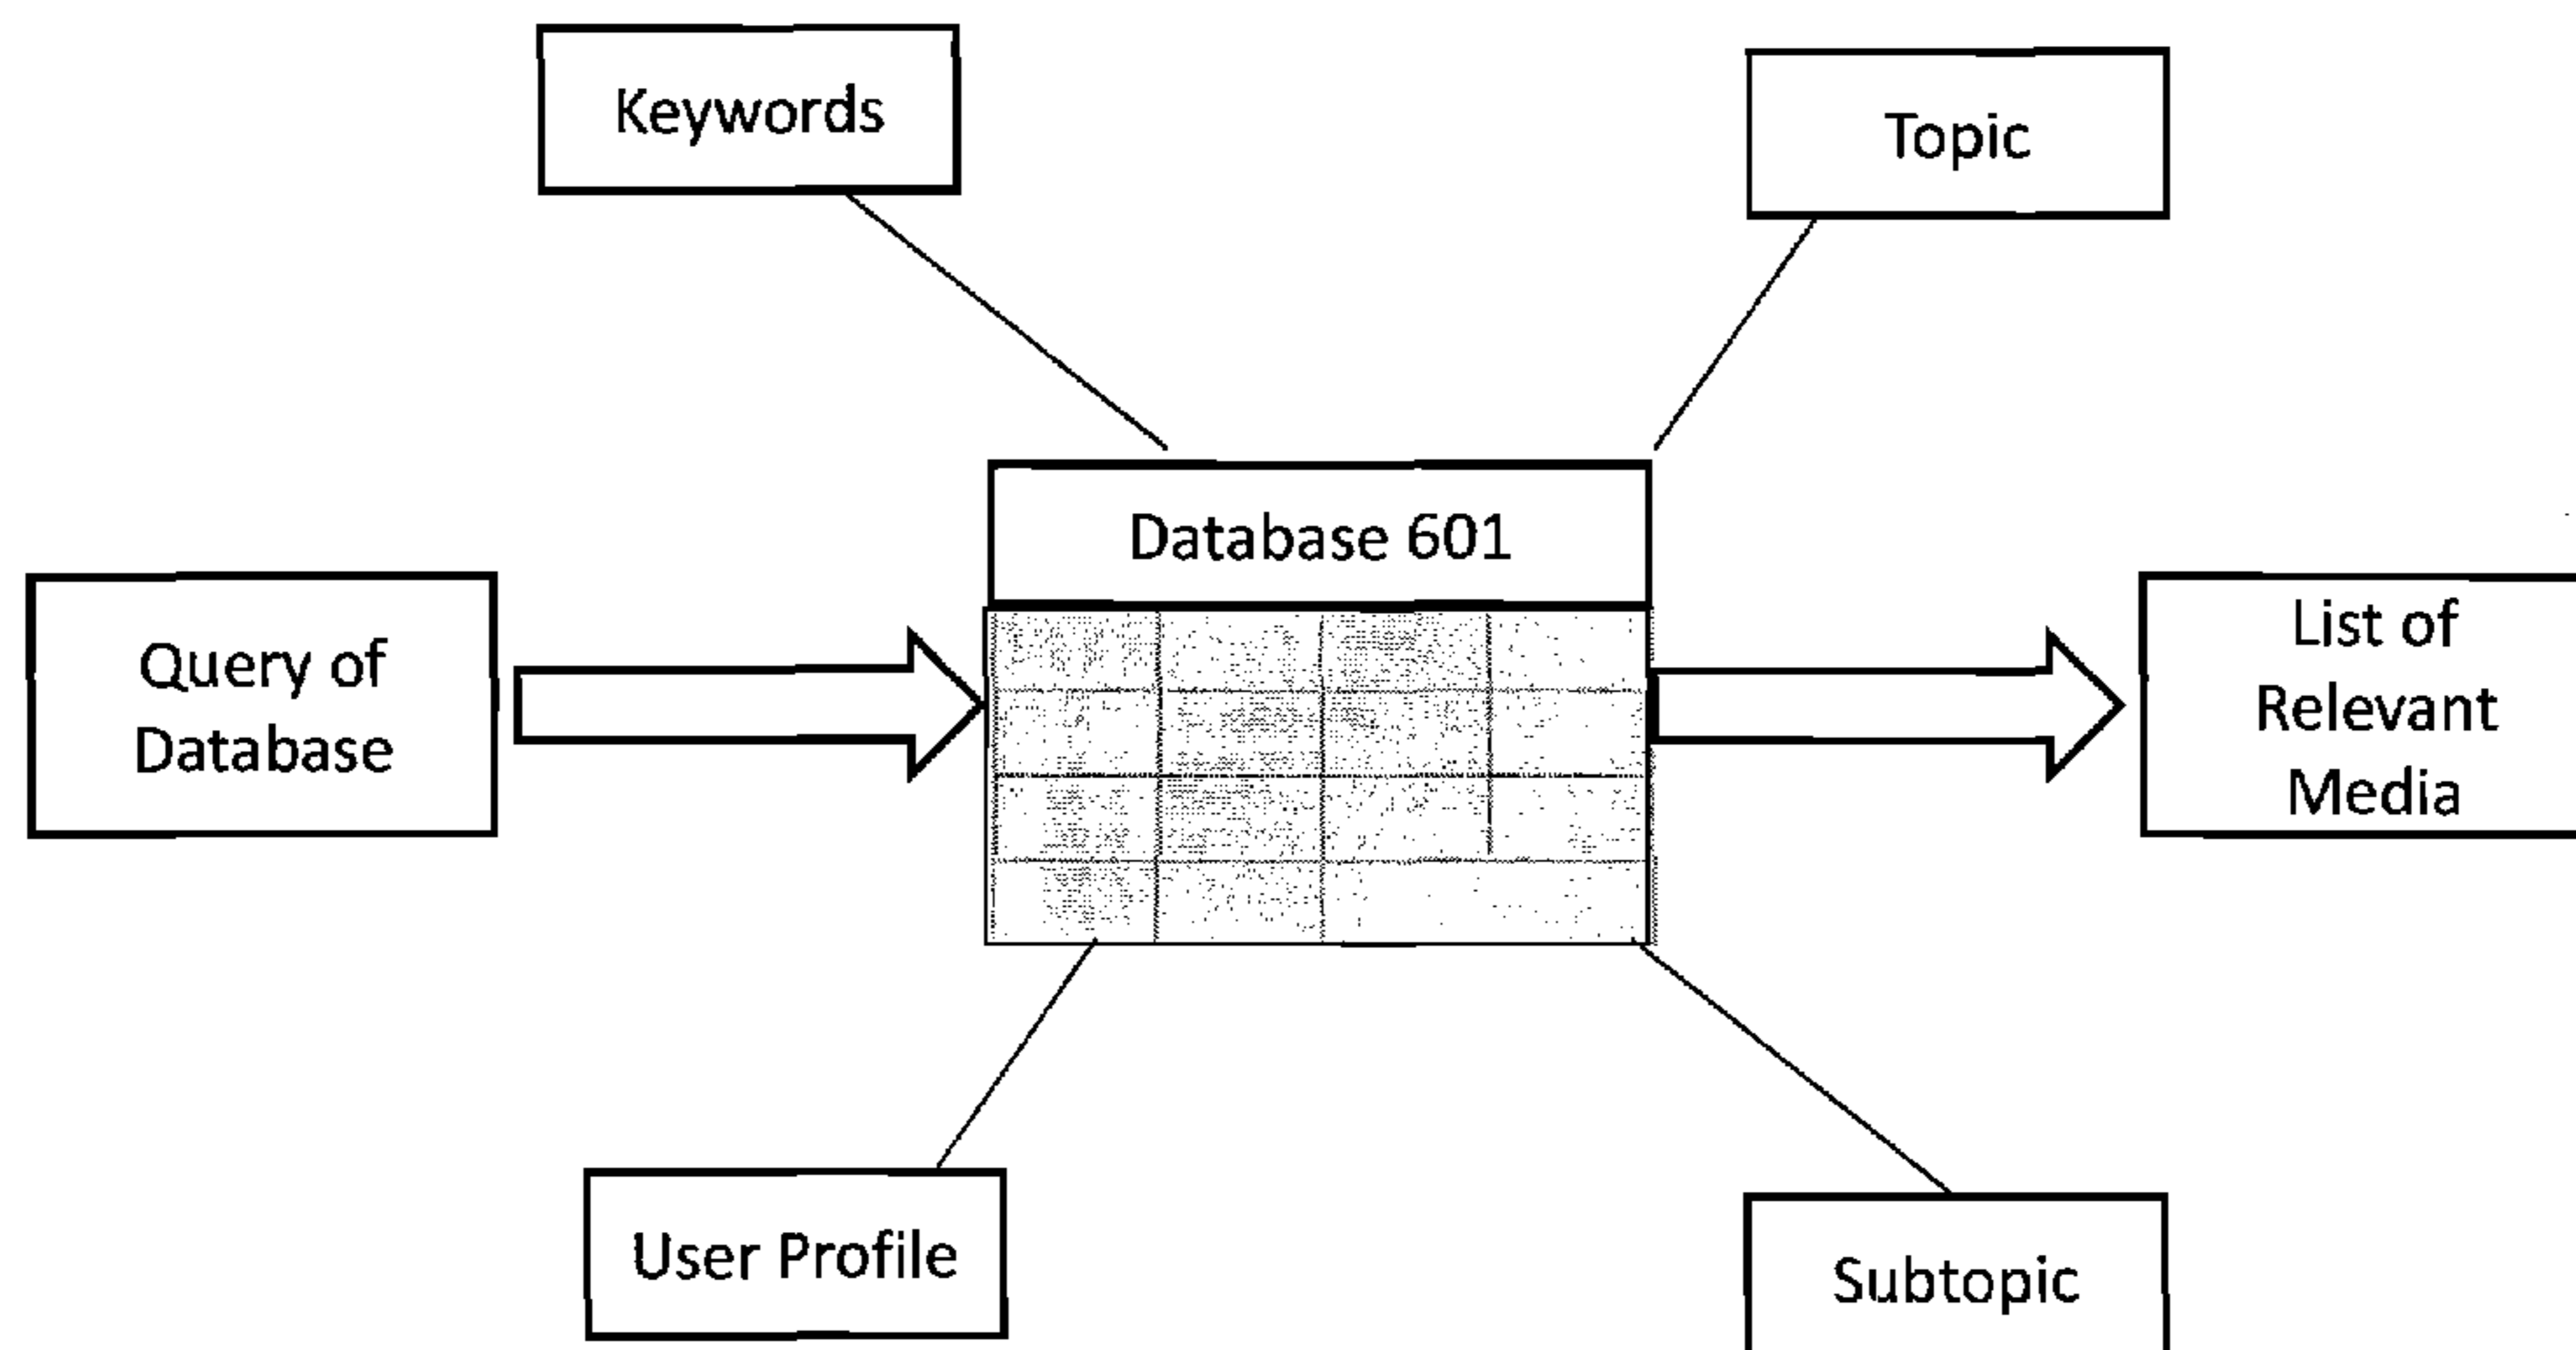 Keywords
Topic
Database 601
Query of
Database
List of
Relevant
Media
User Profile
Subtopic